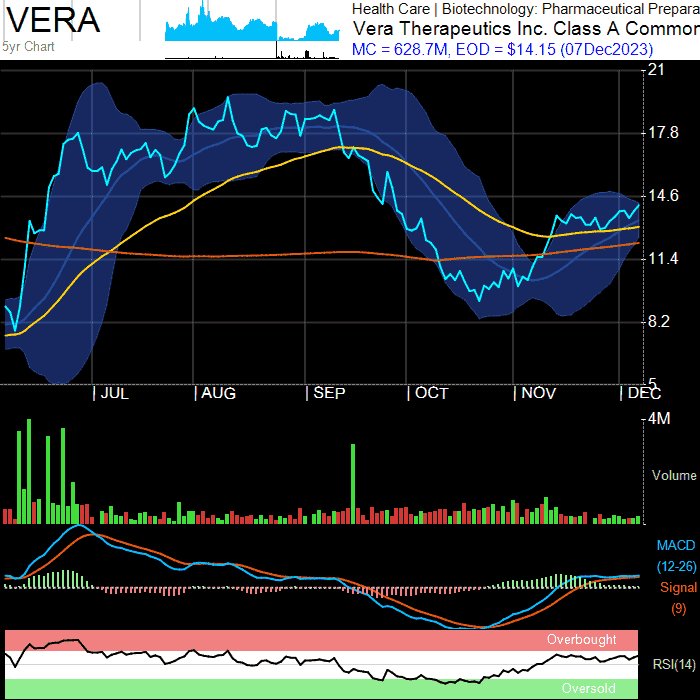 VERA
5yr Chart
Health Care | Biotechnology: Pharmaceutical Prepara
Vera Therapeutics Inc. Class A Common
MC = 628.7M, EOD = $14.15 (07Dec2023)
21
17.8
14.6
11.4
8.2
5
JUL
AUG
SEP
OCT
NOV
DEC
4M
Volume
MACD
(12-26)
Signal
(9)
Overbought
RSI(14)
Oversold